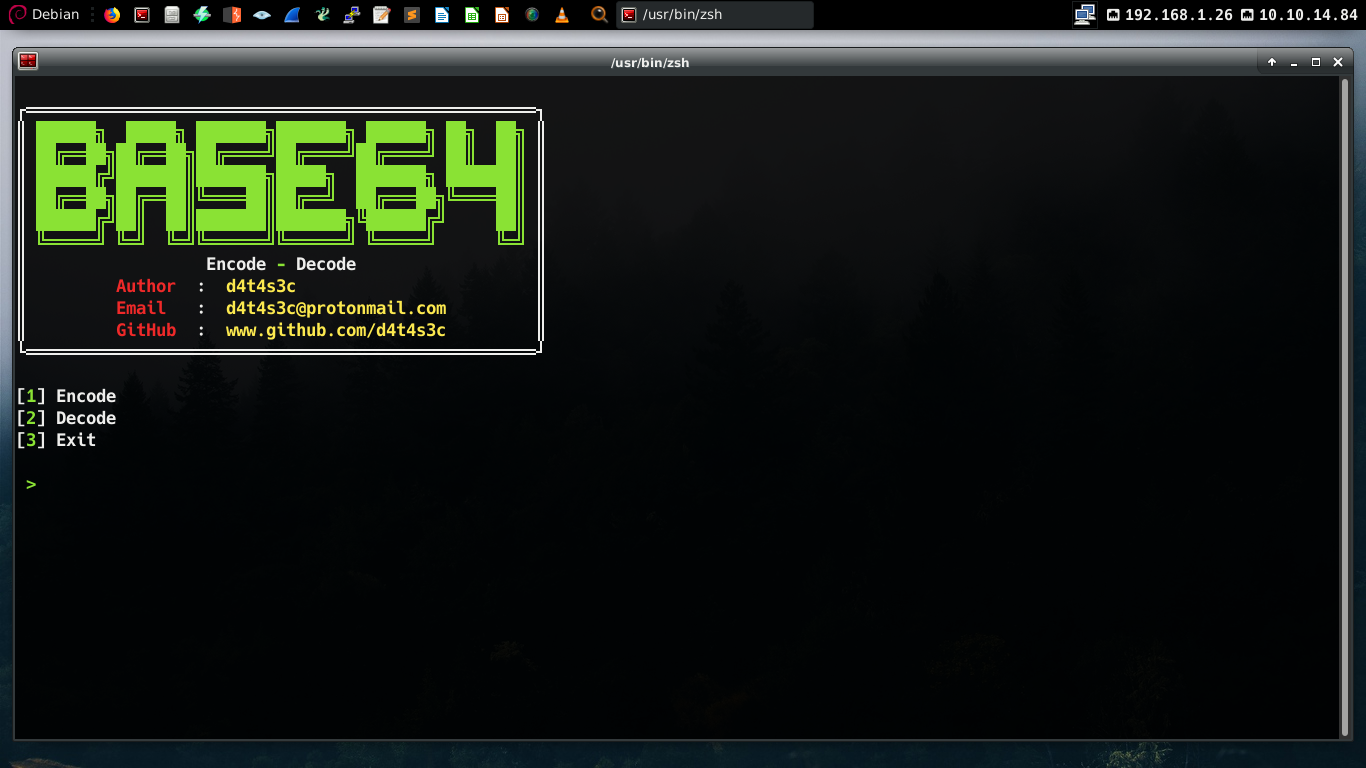 Debian
/usr/bin/zsh
192.168.1.26
10.10.14.84
/usr/bin/zsh
BASE64
Encode - Decode
Author : d4t4s3c
Email : d4t4s3c@protonmail.com
GitHub : www.github.com/d4t4s3c
[1] Encode
[2] Decode
[3] Exit
>